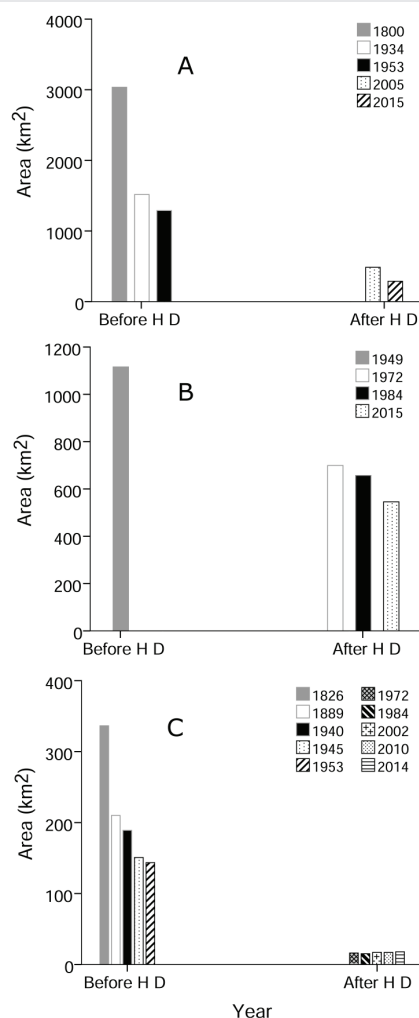 4000
3000
2000
1000
0
Area (km2)
A
1800
1934
1953
2005
2015
Before H D
After H D
1200
1000
800
600
400
200
0
Area (km2)
B
1949
1972
1984
2015
Before H D
After H D
400
300
200
100
0
Area (km2)
C
1826
1889
1940
1945
1953
1972
1984
2002
2010
2014
Before H D
After H D
Year